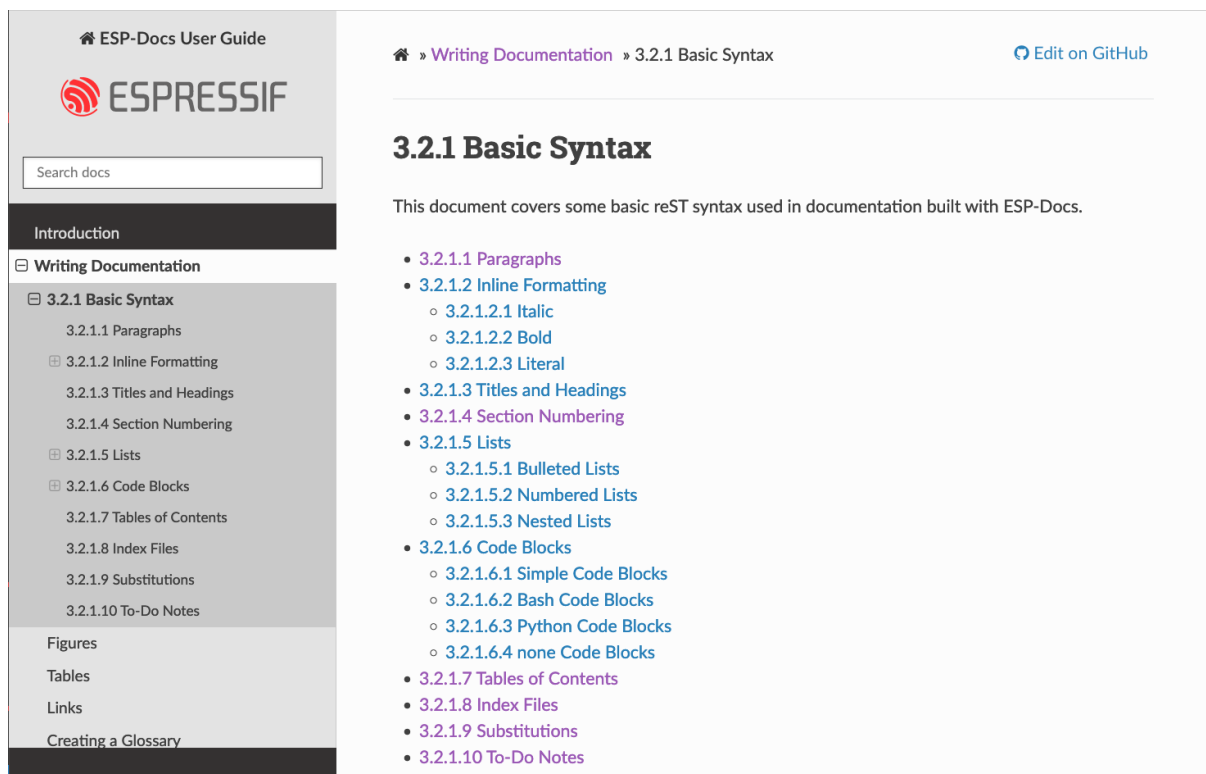 ESP-Docs User Guide
ESPRESSIF
Search docs
Introduction
Writing Documentation
3.2.1 Basic Syntax
3.2.1.1 Paragraphs
3.2.1.2 Inline Formatting
3.2.1.3 Titles and Headings
3.2.1.4 Section Numbering
3.2.1.5 Lists
3.2.1.6 Code Blocks
3.2.1.7 Tables of Contents
3.2.1.8 Index Files
3.2.1.9 Substitutions
3.2.1.10 To-Do Notes
Figures
Tables
Links
Creating a Glossary
» Writing Documentation » 3.2.1 Basic Syntax
Edit on GitHub
3.2.1 Basic Syntax
This document covers some basic reST syntax used in documentation built with ESP-Docs.
• 3.2.1.1 Paragraphs
• 3.2.1.2 Inline Formatting
◦ 3.2.1.2.1 Italic
◦ 3.2.1.2.2 Bold
◦ 3.2.1.2.3 Literal
• 3.2.1.3 Titles and Headings
• 3.2.1.4 Section Numbering
• 3.2.1.5 Lists
◦ 3.2.1.5.1 Bulleted Lists
◦ 3.2.1.5.2 Numbered Lists
◦ 3.2.1.5.3 Nested Lists
• 3.2.1.6 Code Blocks
◦ 3.2.1.6.1 Simple Code Blocks
◦ 3.2.1.6.2 Bash Code Blocks
◦ 3.2.1.6.3 Python Code Blocks
◦ 3.2.1.6.4 none Code Blocks
• 3.2.1.7 Tables of Contents
• 3.2.1.8 Index Files
• 3.2.1.9 Substitutions
• 3.2.1.10 To-Do Notes